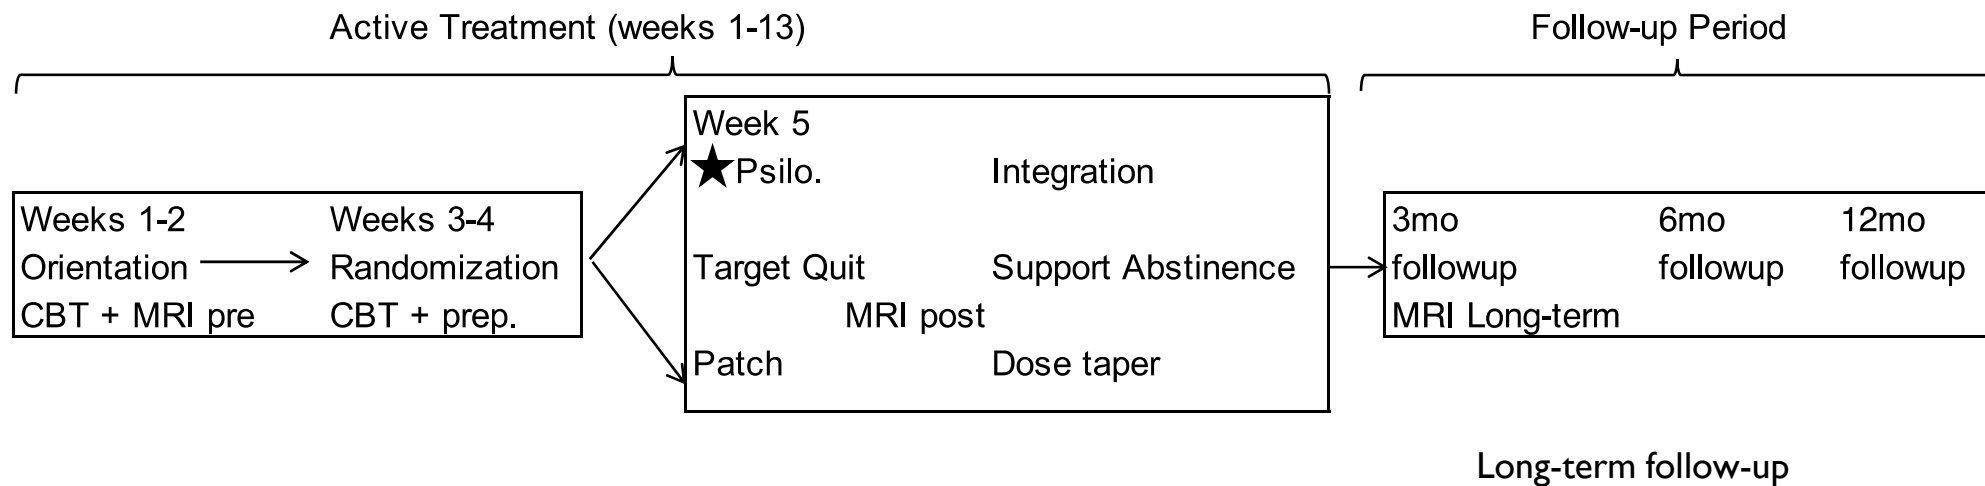 Active Treatment (weeks 1-13)
Follow-up Period
Weeks 1-2
Orientation
CBT + MRI pre
Weeks 3-4
Randomization
CBT + prep.
Week 5
★Psilo. Integration
Target Quit Support Abstinence
MRI post
Patch Dose taper
3mo 6mo 12mo
followup followup followup
MRI Long-term
Long-term follow-up